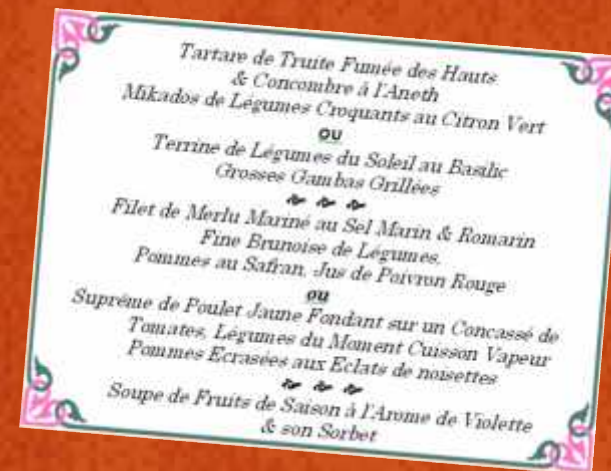 Tartare de Truite Fumée des Hauts
& Concombre à l'Aneth
Mikados de Légumes Croquants au Citron Vert
ou
Terrine de Légumes du Soleil au Basilic
Grosses Gambas Grillées
Filet de Merlu Mariné au Sel Marin & Romarin
Fine Brunoise de Légumes,
Pommes au Safran, Jus de Poivron Rouge
ou
Suprême de Poulet Jaune Fondant sur un Concassé de
Tomates, Légumes du Moment Cuisson Vapeur
Pommes Ecrasées aux Eclats de noisettes
Soupe de Fruits de Saison à l'Arome de Violette
& son Sorbet